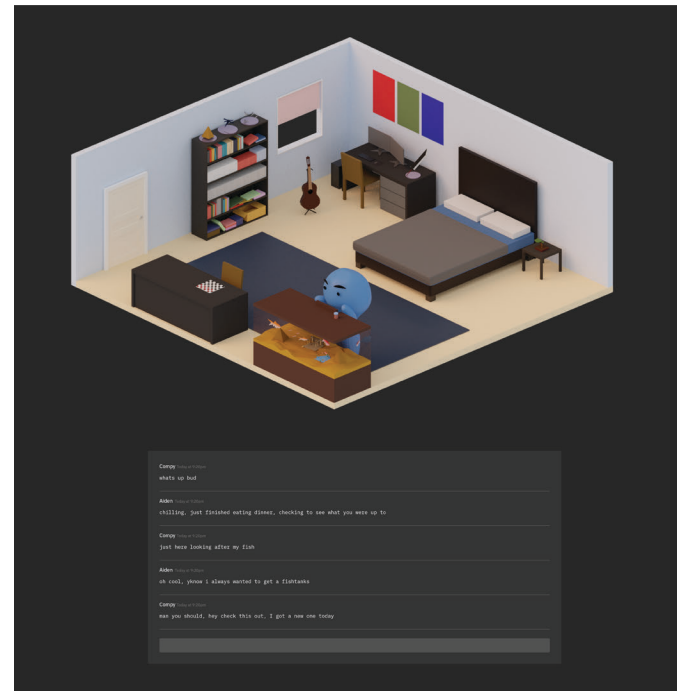 Compy
whats up bud
Aiden
chilling, just finished eating dinner, checking to see what you were up to
Compy
just here looking after my fish
Aiden
oh cool, yknow i always wanted to get a fishtanks
Compy
man you should, hey check this out, I got a new one today